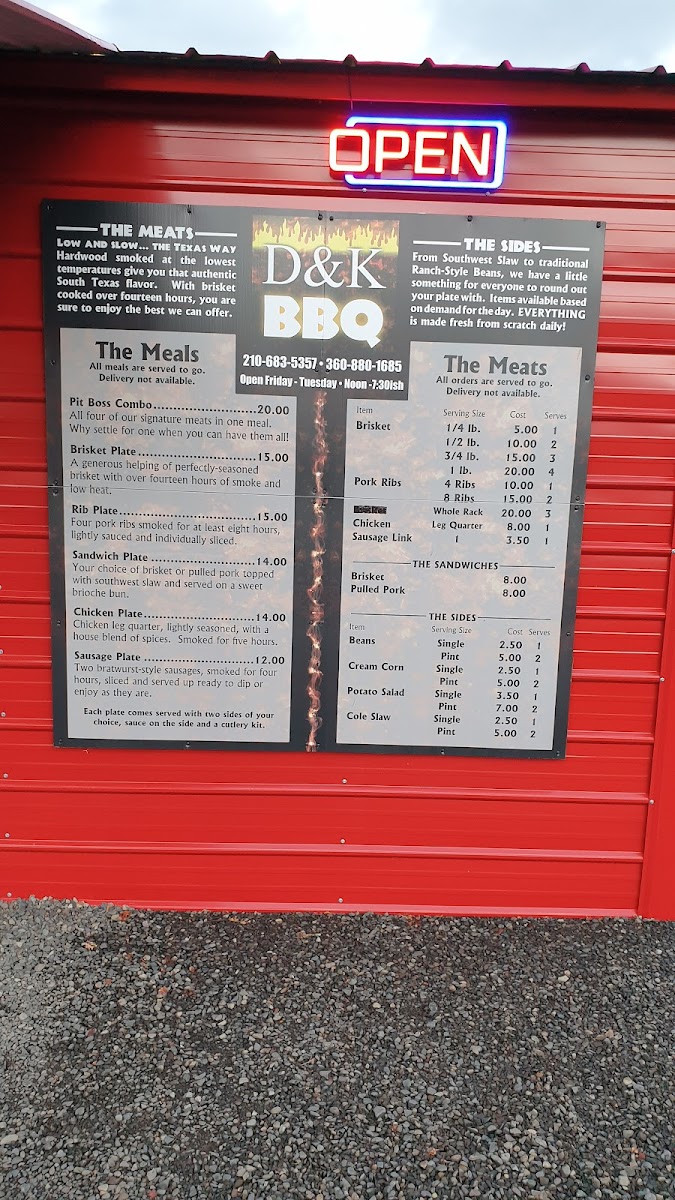 OPEN
THE MEATS
LOW AND SLOW... THE TEXAS WAY
Hardwood smoked at the lowest
temperatures give you that authentic
South Texas flavor. With brisket
cooked over fourteen hours, you are
sure to enjoy the best we can offer.
D&K
BBQ
210-683-5357 • 360-880-1685
Open Friday - Tuesday • Noon -7:30ish
THE SIDES
From Southwest Slaw to traditional
Ranch-Style Beans, we have a little
something for everyone to round out
your plate with. Items available based
on demand for the day. EVERYTHING
is made fresh from scratch daily!
The Meals
All meals are served to go.
Delivery not available.
Pit Boss Combo..........................20.00
All four of our signature meats in one meal.
Why settle for one when you can have them all!
Brisket Plate..............................15.00
A generous helping of perfectly-seasoned
brisket with over fourteen hours of smoke and
low heat.
Rib Plate...................................15.00
Four pork ribs smoked for at least eight hours,
lightly sauced and individually sliced.
Sandwich Plate ...........................14.00
Your choice of brisket or pulled pork topped
with southwest slaw and served on a sweet
brioche bun.
Chicken Plate..............................14.00
Chicken leg quarter, lightly seasoned, with a
house blend of spices. Smoked for five hours.
Sausage Plate .............................12.00
Two bratwurst-style sausages, smoked for four
hours, sliced and served up ready to dip or
enjoy as they are.
Each plate comes served with two sides of your
choice, sauce on the side and a cutlery kit.
The Meats
All orders are served to go.
Delivery not available.
Item Serving Size Cost Serves
Brisket 1/4 lb. 5.00 1
1/2 lb. 10.00 2
3/4 lb. 15.00 3
1 lb. 20.00 4
Pork Ribs 4 Ribs 10.00 1
8 Ribs 15.00 2
Whole Rack 20.00 3
Chicken Leg Quarter 8.00 1
Sausage Link 1 3.50 1
THE SANDWICHES
Brisket 8.00
Pulled Pork 8.00
THE SIDES
Item Serving Size Cost Serves
Beans Single 2.50 1
Pint 5.00 2
Cream Corn Single 2.50 1
Pint 5.00 2
Potato Salad Single 3.50 1
Pint 7.00 2
Cole Slaw Single 2.50 1
Pint 5.00 2